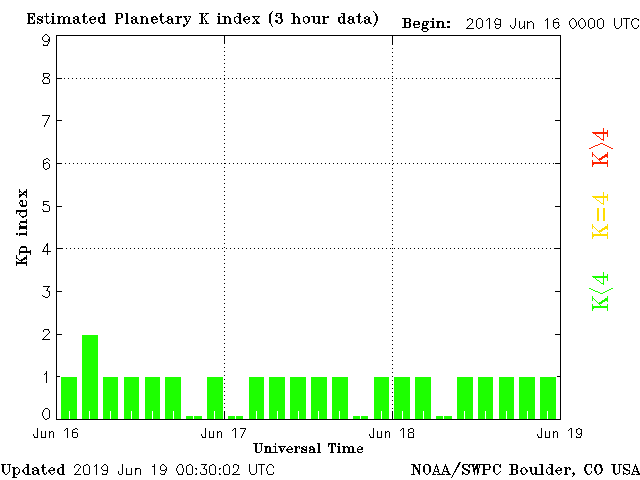 Estimated Planetary K index (3 hour data) Begin: 2019 Jun 16 0000 UTC
9
8
7
6
5
4
3
2
1
0
Kp index
K>4
K=4
K<4
Jun 16 Jun 17 Jun 18 Jun 19
Universal Time
Updated 2019 Jun 19 00:30:02 UTC NOAA/SWPC Boulder, CO USA